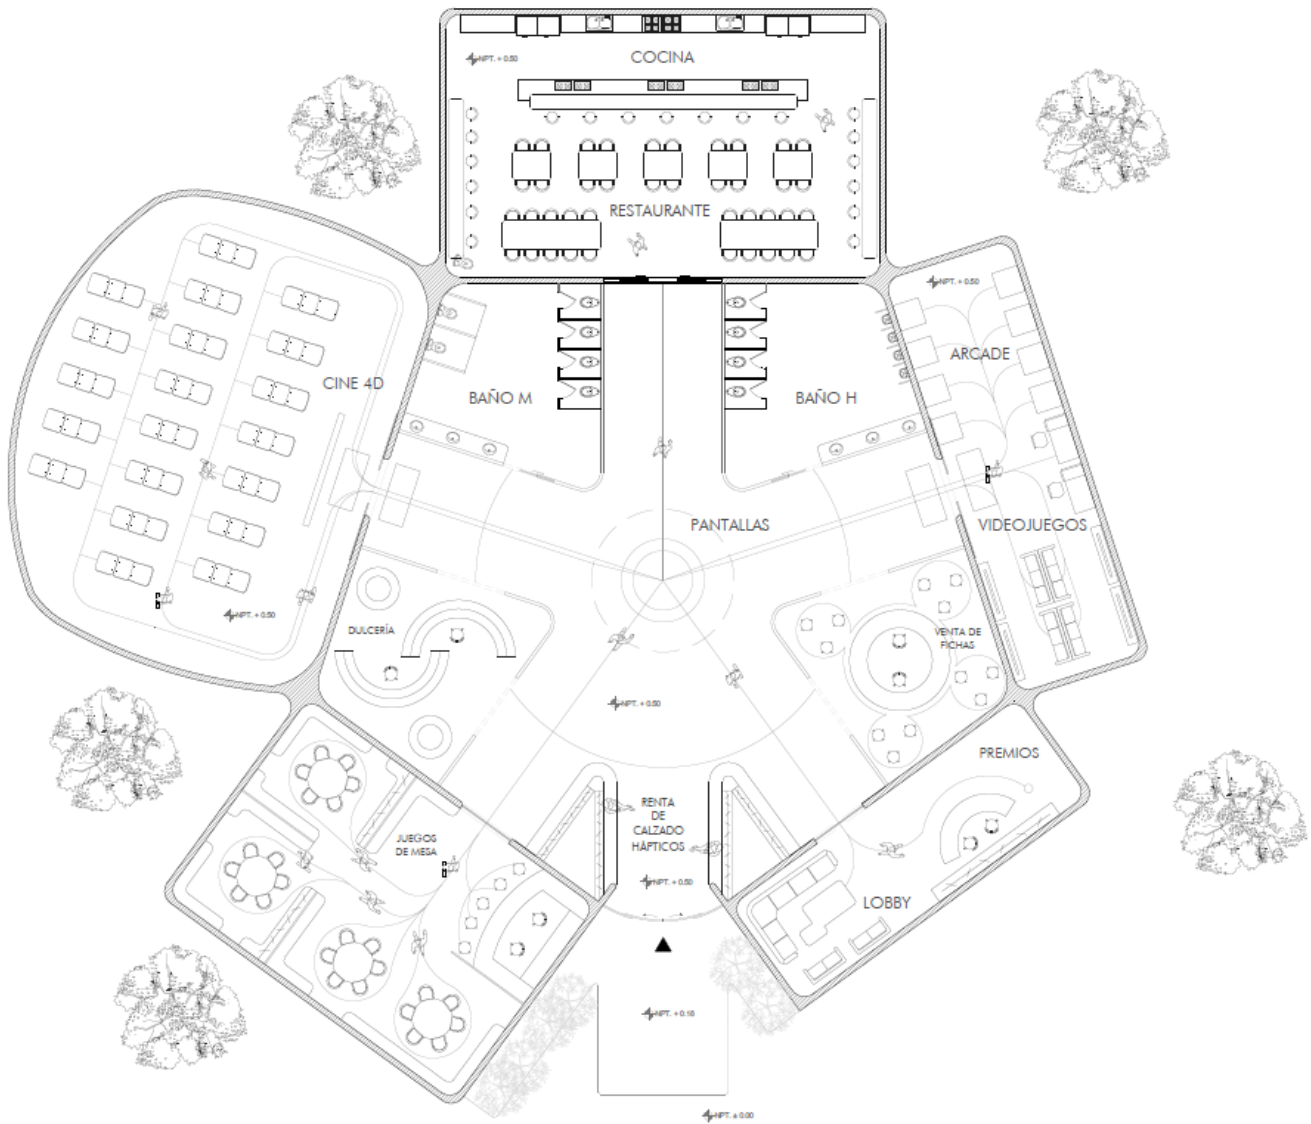 COCINA
NPT. + 0.50
RESTAURANTE
NPT. + 0.50
ARCADE
CINE 4D
BAÑO M
BAÑO H
PANTALLAS
VIDEOJUEGOS
NPT. + 0.50
DULCERÍA
VENTA DE
FICHAS
NPT. + 0.50
PREMIOS
RENTA
DE
CALZADO
HÁPTICOS
JUEGOS
DE MESA
NPT. + 0.50
LOBBY
NPT. + 0.18
NPT. ± 0.00